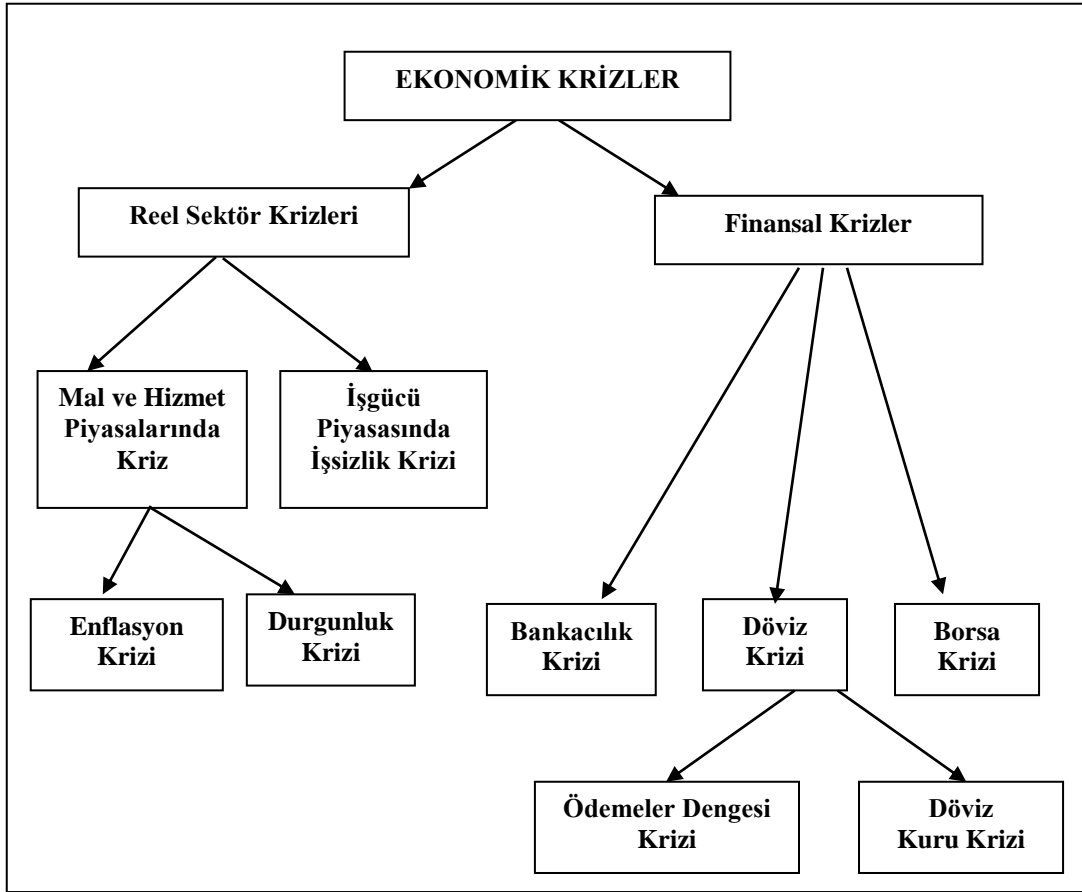 EKONOMİK KRİZLER
Reel Sektör Krizleri
Finansal Krizler
Mal ve Hizmet
Piyasalarında
Kriz
İşgücü
Piyasasında
İşsizlik Krizi
Enflasyon
Krizi
Durgunluk
Krizi
Bankacılık
Krizi
Döviz
Krizi
Borsa
Krizi
Ödemeler Dengesi
Krizi
Döviz
Kuru Krizi